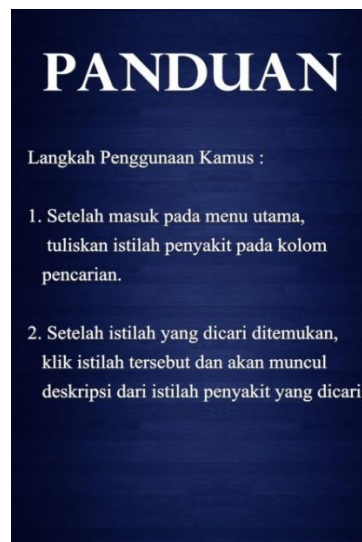 PANDUAN
Langkah Penggunaan Kamus :
1. Setelah masuk pada menu utama,
tuliskan istilah penyakit pada kolom
pencarian.
2. Setelah istilah yang dicari ditemukan,
klik istilah tersebut dan akan muncul
deskripsi dari istilah penyakit yang dicari